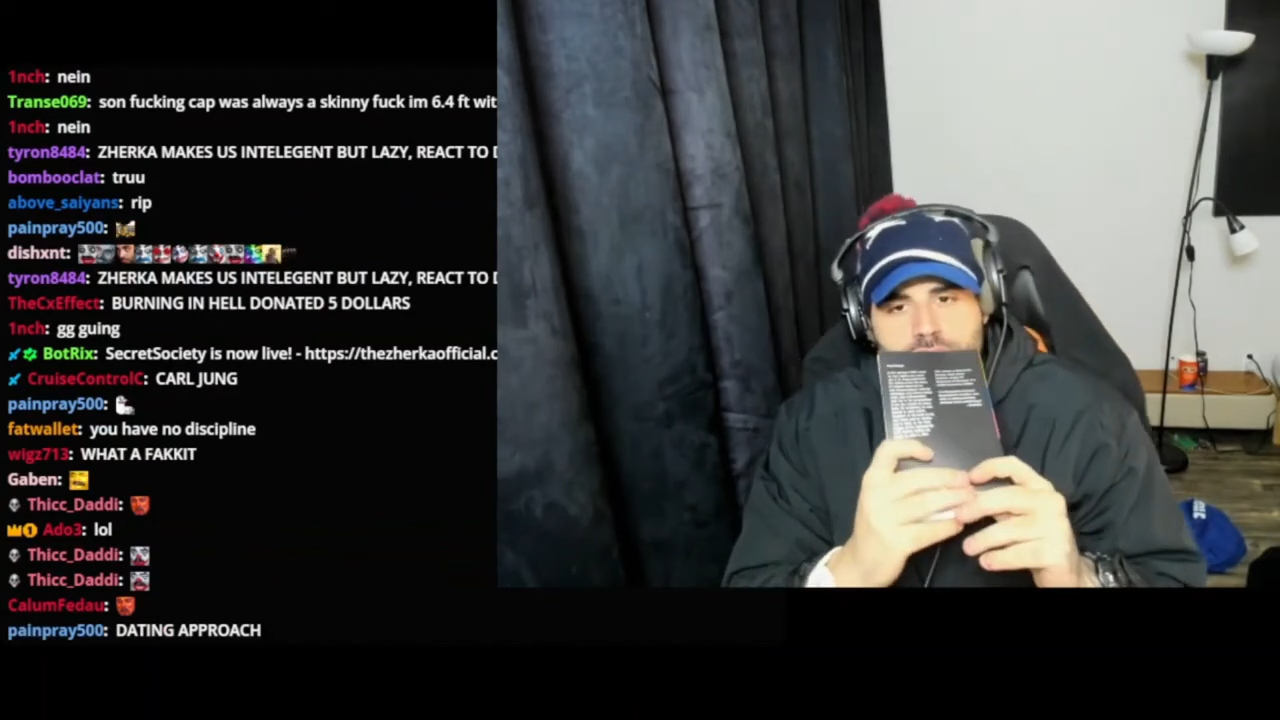 1nch: nein
Transe069: son fucking cap was always a skinny fuck im 6.4 ft wit
1nch: nein
tyron8484: ZHERKA MAKES US INTELEGENT BUT LAZY, REACT TO D
bombooclat: truu
above_saiyans: rip
painpray500:
dishxnt:
tyron8484: ZHERKA MAKES US INTELEGENT BUT LAZY, REACT TO D
TheCxEffect: BURNING IN HELL DONATED 5 DOLLARS
1nch: gg guing
BotRix: SecretSociety is now live! - https://thezherkaofficial.c
CruiseControlC: CARL JUNG
painpray500:
fatwallet: you have no discipline
wigz713: WHAT A FAKKIT
Gaben:
Thicc_Daddi:
1 Ado3: lol
Thicc_Daddi:
Thicc_Daddi:
CalumFedau:
painpray500: DATING APPROACH